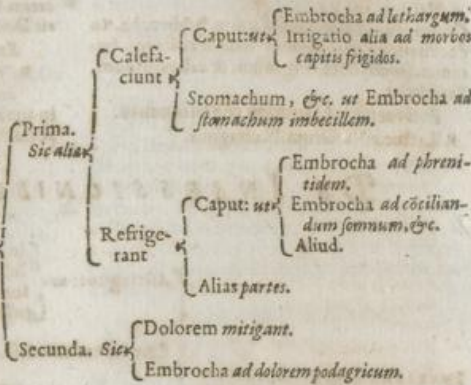 Embrocha ad lethargum.
Caput: ut Irrigatio alia ad morbos
capitis frigidos.
Calefa-
ciunt
Stomachum, &c. ut Embrocha ad
stomachum imbecillem.
Prima.
Sic aliæ
Embrocha ad phreni-
tidem.
Caput: ut Embrocha ad cōcilian-
dum somnum, &c.
Aliud.
Refrige-
rant
Alias partes.
Dolorem mitigant.
Secunda. Sic
Embrocha ad dolorem podagricum.